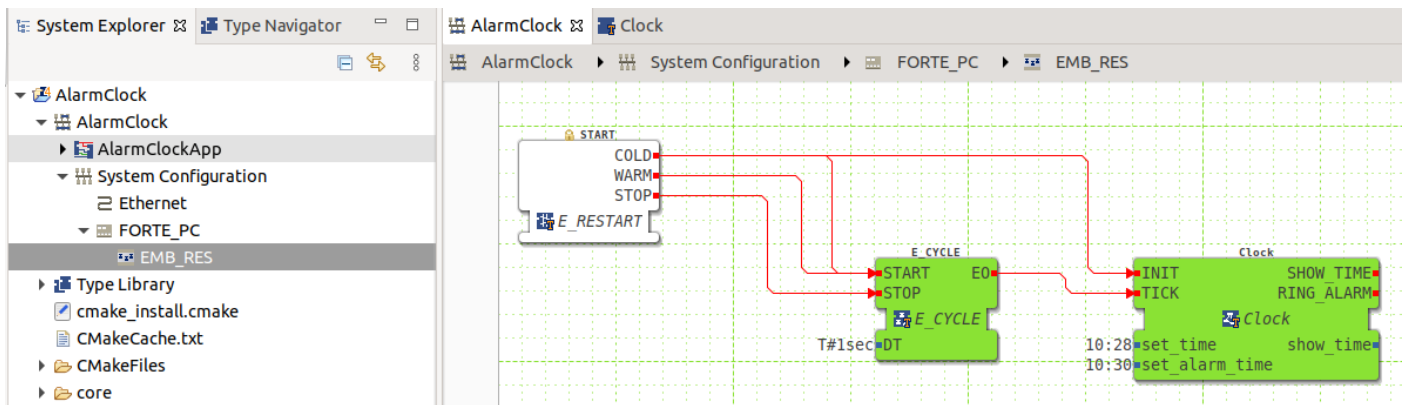 System Explorer Type Navigator
AlarmClock
AlarmClock
AlarmClockApp
System Configuration
Ethernet
FORTE_PC
EMB_RES
Type Library
cmake_install.cmake
CMakeCache.txt
CMakeFiles
core
AlarmClock Clock
AlarmClock System Configuration FORTE_PC EMB_RES
START
COLD
WARM
STOP
E_RESTART
E_CYCLE
START EO
STOP
E_CYCLE
T#1sec DT
Clock
INIT SHOW_TIME
TICK RING_ALARM
Clock
10:28 set_time show_time
10:30 set_alarm_time